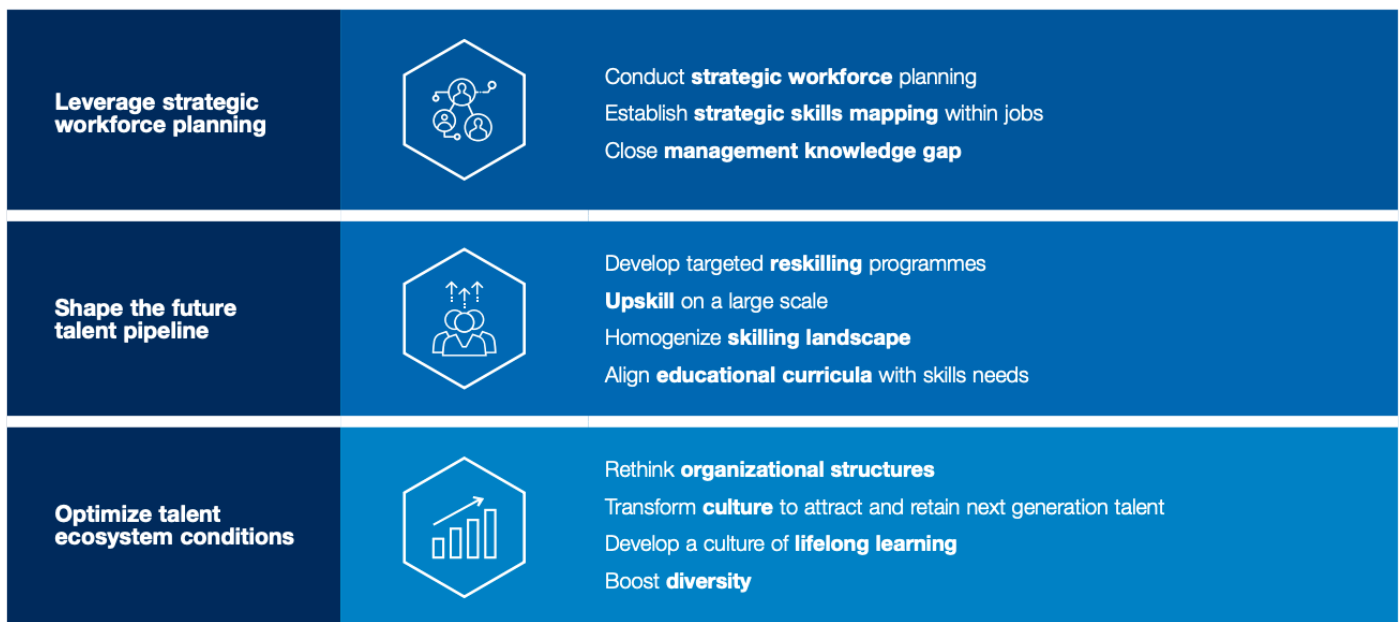 Leverage strategic
workforce planning
Conduct strategic workforce planning
Establish strategic skills mapping within jobs
Close management knowledge gap
Shape the future
talent pipeline
Develop targeted reskilling programmes
Upskill on a large scale
Homogenize skilling landscape
Align educational curricula with skills needs
Optimize talent
ecosystem conditions
Rethink organizational structures
Transform culture to attract and retain next generation talent
Develop a culture of lifelong learning
Boost diversity